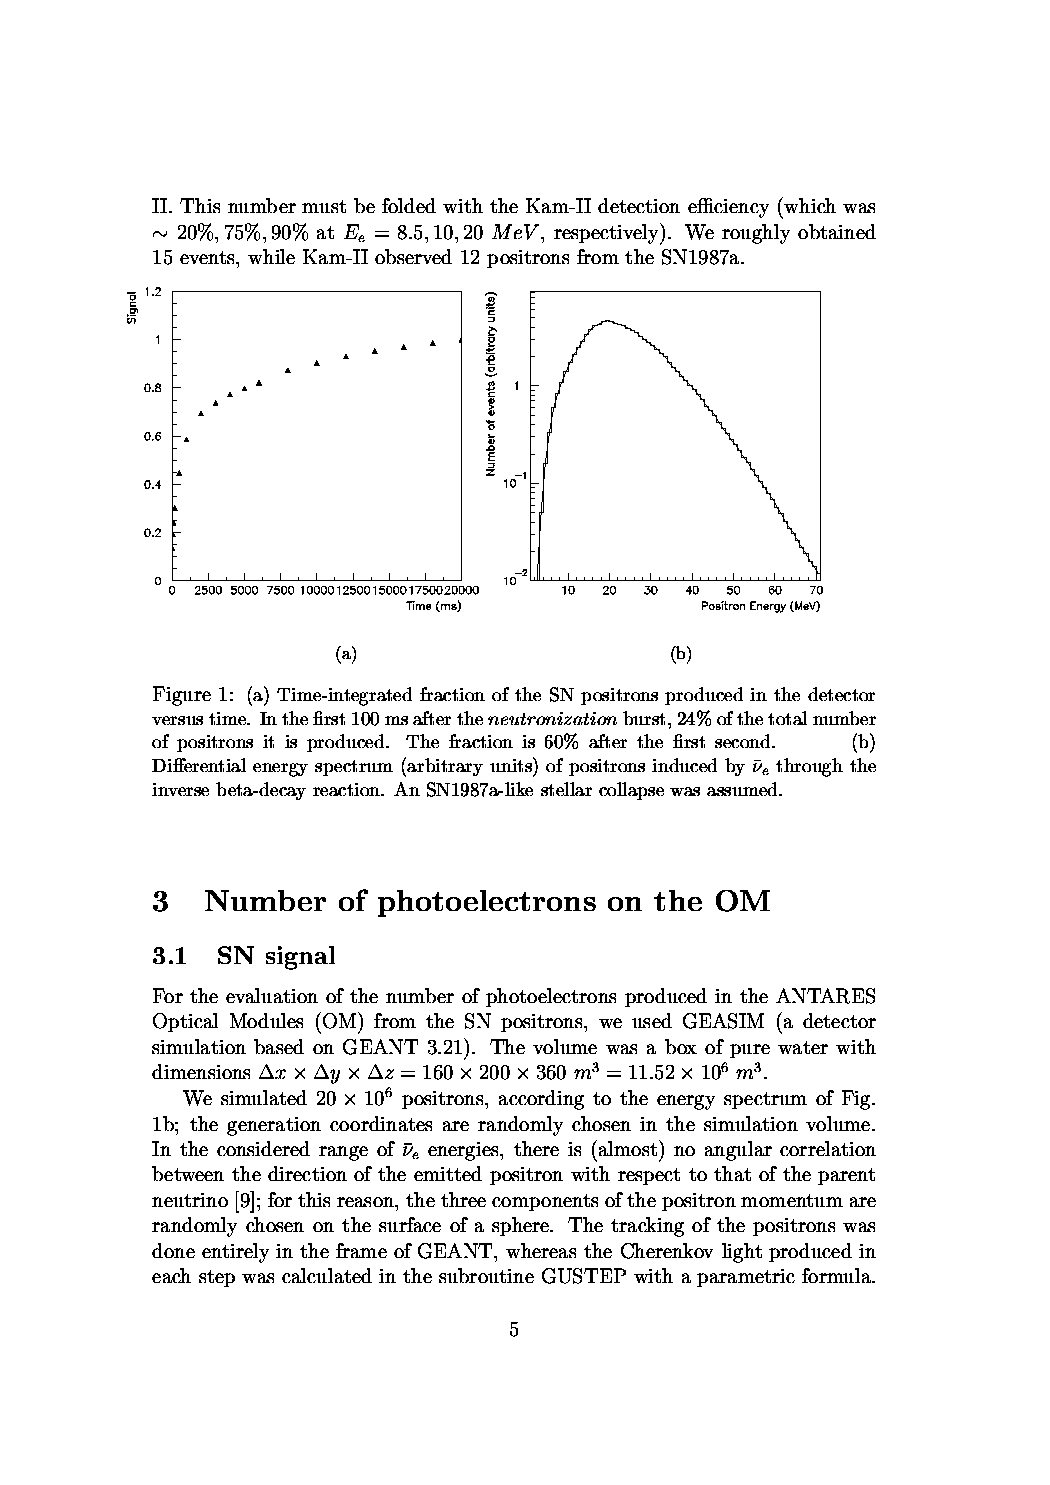 II. This number must be folded with the Kam-II detection efficiency (which was
∼ 20%, 75%, 90% at Eₑ = 8.5, 10, 20 MeV, respectively). We roughly obtained
15 events, while Kam-II observed 12 positrons from the SN1987a.
Signal
1.2
1
0.8
0.6
0.4
0.2
0
0 2500 5000 7500 10000 12500 15000 17500 20000
Time (ms)
Number of events (arbitrary units)
1
10⁻¹
10⁻²
10 20 30 40 50 60 70
Positron Energy (MeV)
(a) (b)
Figure 1: (a) Time-integrated fraction of the SN positrons produced in the detector
versus time. In the first 100 ms after the neutronization burst, 24% of the total number
of positrons it is produced. The fraction is 60% after the first second. (b)
Differential energy spectrum (arbitrary units) of positrons induced by ν̄ₑ through the
inverse beta-decay reaction. An SN1987a-like stellar collapse was assumed.
3 Number of photoelectrons on the OM
3.1 SN signal
For the evaluation of the number of photoelectrons produced in the ANTARES
Optical Modules (OM) from the SN positrons, we used GEASIM (a detector
simulation based on GEANT 3.21). The volume was a box of pure water with
dimensions Δx × Δy × Δz = 160 × 200 × 360 m³ = 11.52 × 10⁶ m³.
We simulated 20 × 10⁶ positrons, according to the energy spectrum of Fig.
1b; the generation coordinates are randomly chosen in the simulation volume.
In the considered range of ν̄ₑ energies, there is (almost) no angular correlation
between the direction of the emitted positron with respect to that of the parent
neutrino [9]; for this reason, the three components of the positron momentum are
randomly chosen on the surface of a sphere. The tracking of the positrons was
done entirely in the frame of GEANT, whereas the Cherenkov light produced in
each step was calculated in the subroutine GUSTEP with a parametric formula.
5